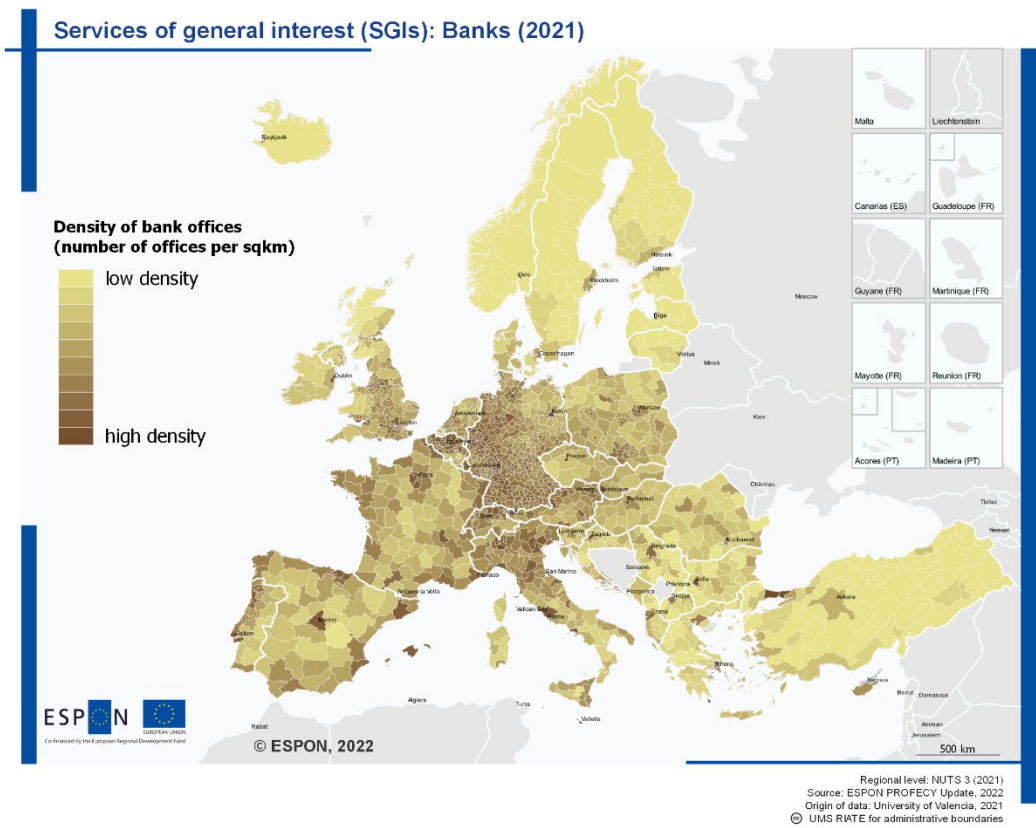 Services of general interest (SGIs): Banks (2021)
Malta
Liechtenstein
Reykjavik
Canarias (ES)
Guadeloupe (FR)
Density of bank offices
(number of offices per sqkm)
low density
high density
Helsinki
Tallinn
Oslo
Stockholm
Guyane (FR)
Martinique (FR)
Moscow
Riga
Copenhagen
Vilnius
Minsk
Dublin
Mayotte (FR)
Reunion (FR)
Amsterdam
Berlin
Warsaw
London
Kiev
Prague
Acores (PT)
Madeira (PT)
Paris
Chisinau
Vienna
Bratislava
Budapest
Tbilisi
Ljubljana
Zagreb
Yerevan
Belgrade
Bucharest
San Marino
Monaco
Sarajevo
Andorra la Vella
Prishtina
Sofia
Podgorica
Skopje
Vatican City
Rome
Tirana
Ankara
Madrid
Lisbon
Athens
Nicosia
Beirut
Damascus
Algiers
Tunis
Valletta
Rabat
Amman
Jerusalem
ESPON
EUROPEAN UNION
Co-financed by the European Regional Development Fund
© ESPON, 2022
500 km
Regional level: NUTS 3 (2021)
Source: ESPON PROFECY Update, 2022
Origin of data: University of Valencia, 2021
cc UMS RIATE for administrative boundaries